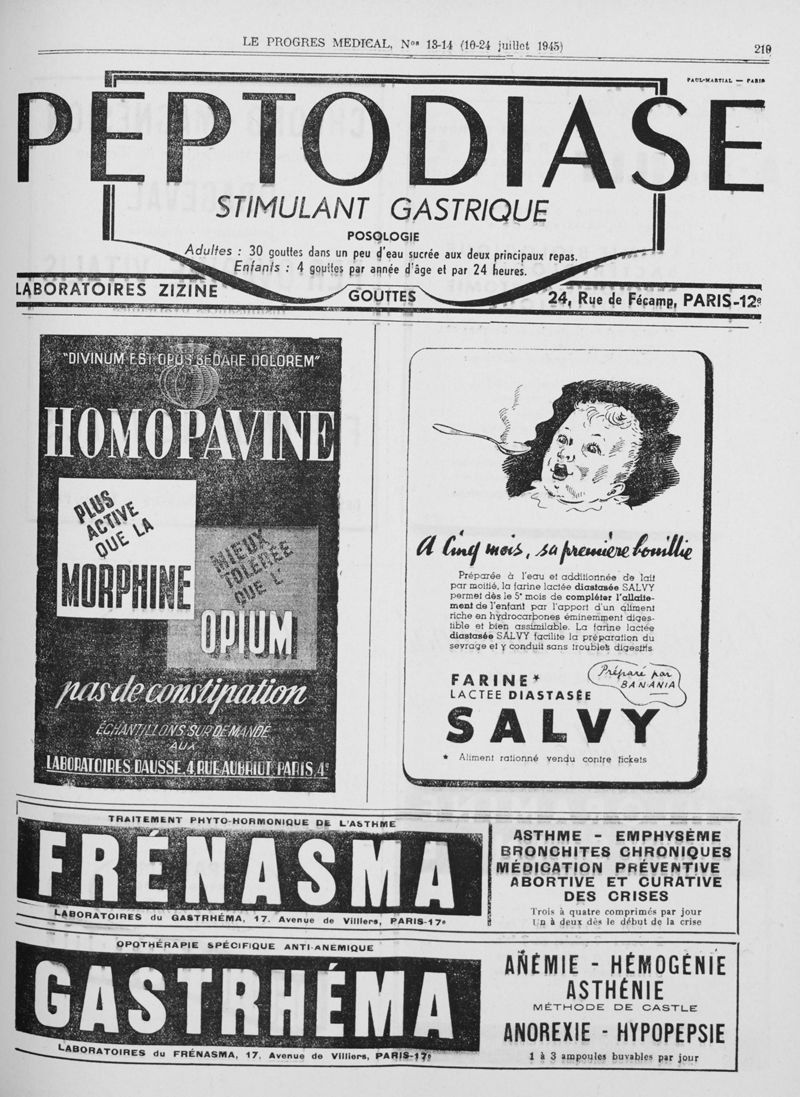 LE PROGRES MEDICAL, Nos 13-14 (10-24 juillet 1945)
219
PAUL-MARTIAL — PARIS
PEPTODIASE
STIMULANT GASTRIQUE
POSOLOGIE
Adultes : 30 gouttes dans un peu d'eau sucrée aux deux principaux repas.
Enfants : 4 gouttes par année d'âge et par 24 heures.
LABORATOIRES ZIZINE
GOUTTES
24, Rue de Fécamp, PARIS-12e
"DIVINUM EST OPUS SEDARE DOLOREM"
HOMOPAVINE
PLUS
ACTIVE
QUE LA
MORPHINE
MIEUX
TOLÉRÉE
QUE L'
OPIUM
pas de constipation
ÉCHANTILLONS SUR DEMANDE
AUX
LABORATOIRES DAUSSE, 4 RUE AUBRIOT, PARIS, 4e
A Cinq mois, sa première bouillie
Préparée à l'eau et additionnée de lait
par moitié, la farine lactée diastasée SALVY
permet dès le 5e mois de compléter l'allaite-
ment de l'enfant par l'apport d'un aliment
riche en hydrocarbones éminemment diges-
tible et bien assimilable. La farine lactée
diastasée SALVY facilite la préparation du
sevrage et y conduit sans troubles digestifs.
FARINE*
LACTÉE DIASTASÉE
Préparé par
BANANIA
SALVY
* Aliment rationné vendu contre tickets
TRAITEMENT PHYTO-HORMONIQUE DE L'ASTHME
FRÉNASMA
LABORATOIRES du GASTRHÉMA, 17, Avenue de Villiers, PARIS-17e
ASTHME - EMPHYSÈME
BRONCHITES CHRONIQUES
MÉDICATION PRÉVENTIVE
ABORTIVE ET CURATIVE
DES CRISES
Trois à quatre comprimés par jour
Un à deux dès le début de la crise
OPOTHÉRAPIE SPÉCIFIQUE ANTI-ANEMIQUE
GASTRHÉMA
LABORATOIRES du FRÉNASMA, 17, Avenue de Villiers, PARIS-17e
ANÉMIE - HÉMOGÉNIE
ASTHÉNIE
MÉTHODE DE CASTLE
ANOREXIE - HYPOPEPSIE
1 à 3 ampoules buvables par jour